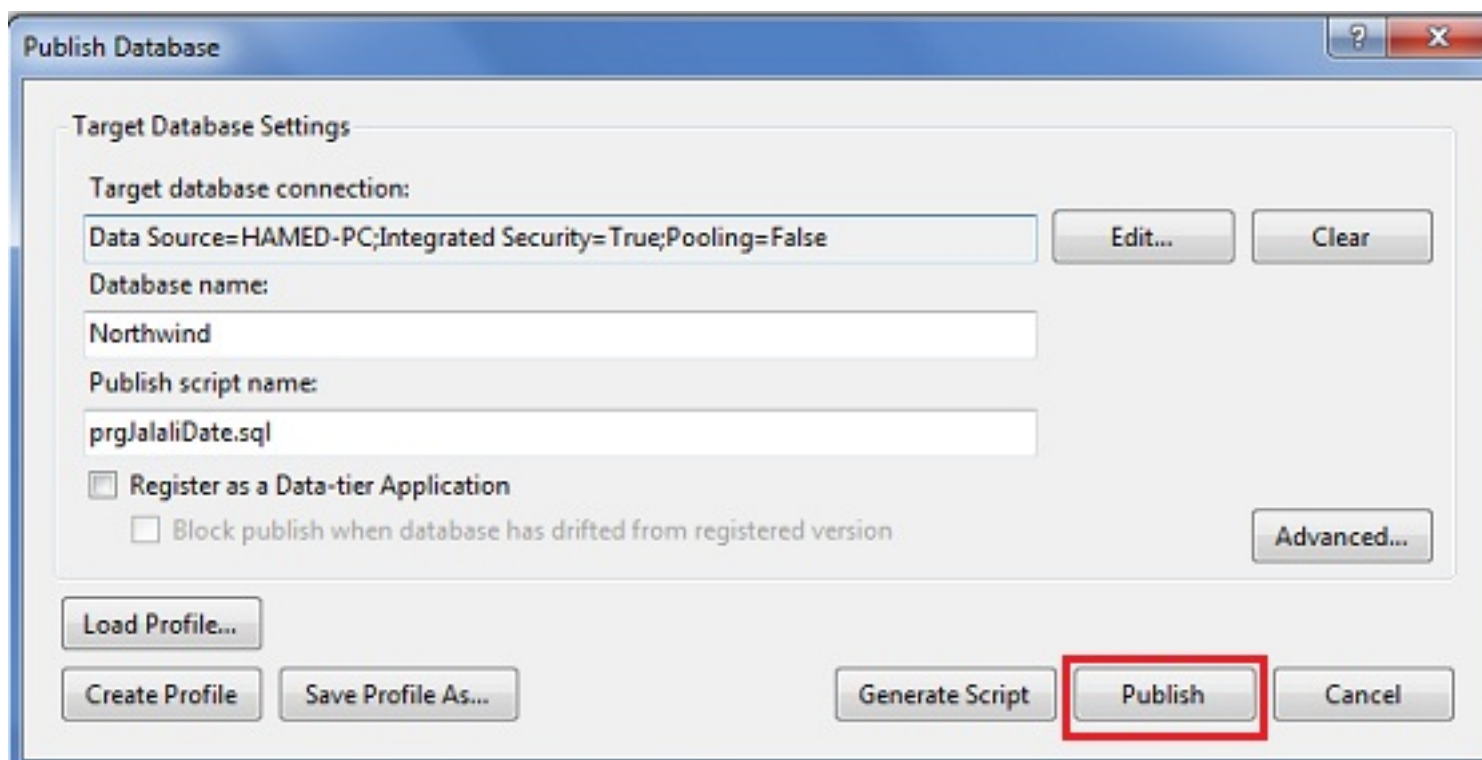 Publish Database
?
Target Database Settings
Target database connection:
Data Source=HAMED-PC;Integrated Security=True;Pooling=False
Edit...
Clear
Database name:
Northwind
Publish script name:
prgJalaliDate.sql
Register as a Data-tier Application
Block publish when database has drifted from registered version
Advanced...
Load Profile...
Create Profile
Save Profile As...
Generate Script
Publish
Cancel